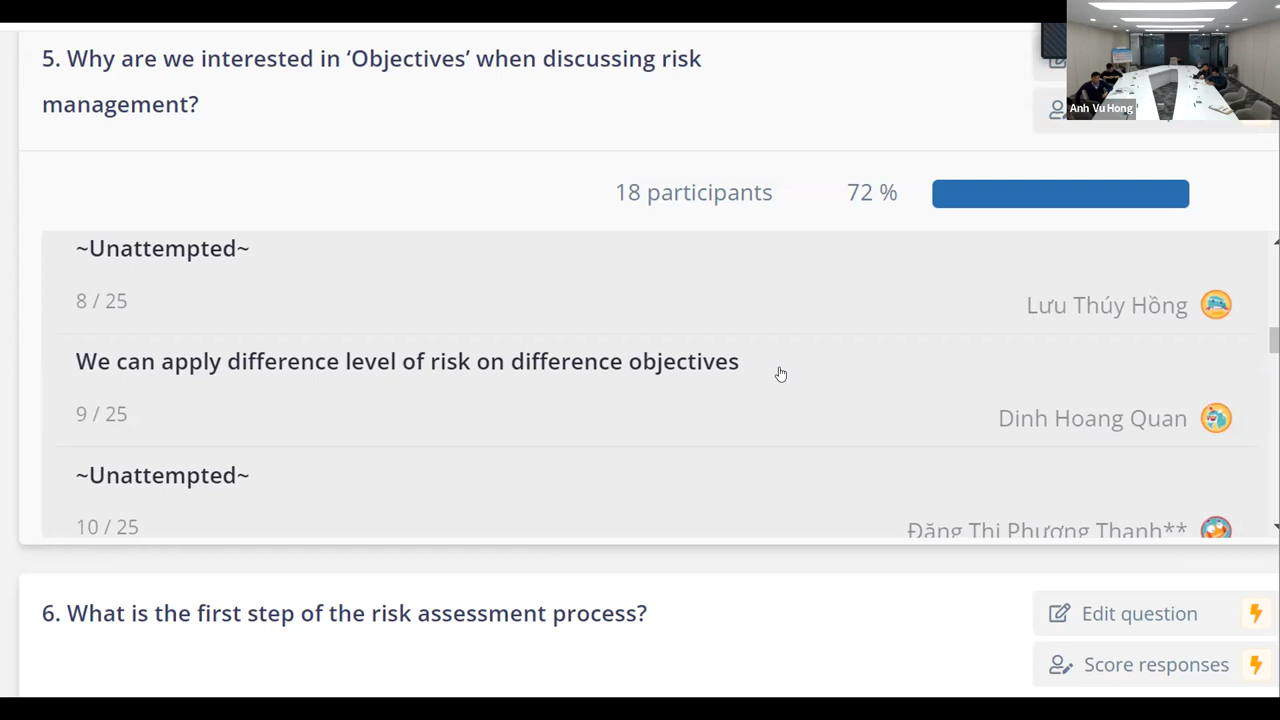 5. Why are we interested in ‘Objectives’ when discussing risk
management?
Anh Vu Hong
18 participants
72 %
~Unattempted~
8 / 25
Lưu Thúy Hồng
We can apply difference level of risk on difference objectives
9 / 25
Dinh Hoang Quan
~Unattempted~
10 / 25
Đăng Thi Phương Thanh**
6. What is the first step of the risk assessment process?
Edit question
Score responses